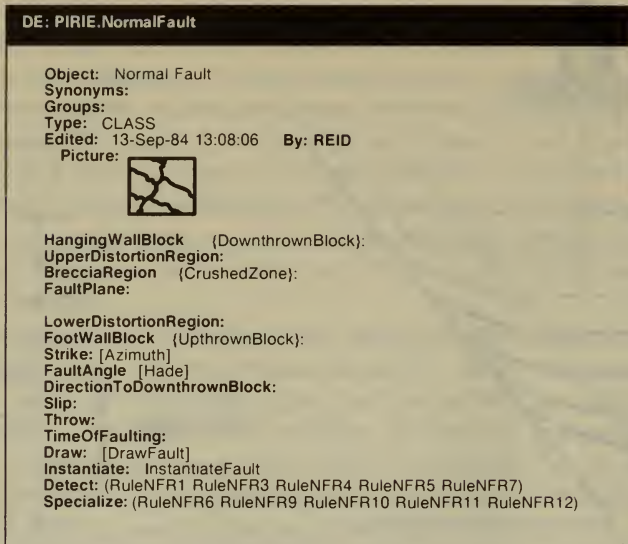 DE: PIRIE.NormalFault
Object: Normal Fault
Synonyms:
Groups:
Type: CLASS
Edited: 13-Sep-84 13:08:06 By: REID
Picture:
HangingWallBlock {DownthrownBlock}:
UpperDistortionRegion:
BrecciaRegion {CrushedZone}:
FaultPlane:
LowerDistortionRegion:
FootWallBlock {UpthrownBlock}:
Strike: [Azimuth]
FaultAngle [Hade]
DirectionToDownthrownBlock:
Slip:
Throw:
TimeOfFaulting:
Draw: [DrawFault]
Instantiate: InstantiateFault
Detect: (RuleNFR1 RuleNFR3 RuleNFR4 RuleNFR5 RuleNFR7)
Specialize: (RuleNFR6 RuleNFR9 RuleNFR10 RuleNFR11 RuleNFR12)